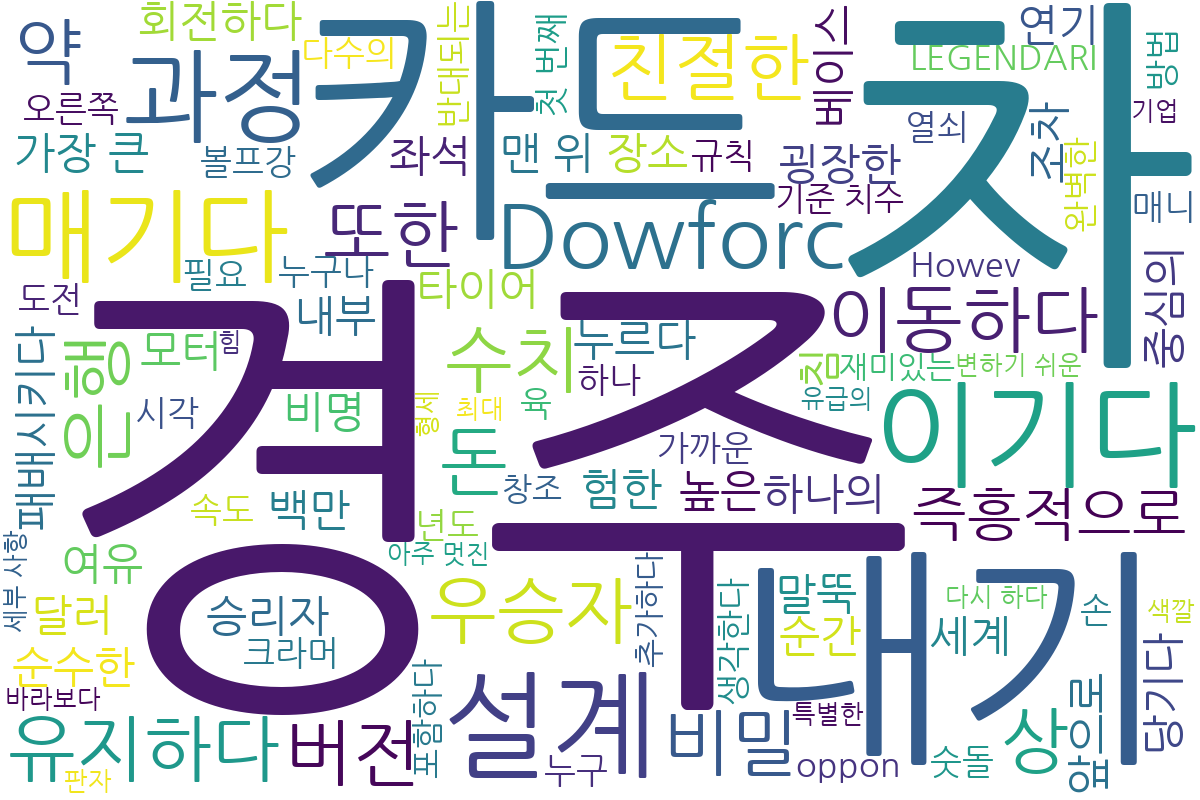 약
회전하다
다수의
반대되는
첫 번째
카드
친절한
베이스
연기
LEGENDARI
방법
오른쪽
과정
가장 큰
볼프강
좌석
맨 위
장소
규칙
굉장한
열쇠
주차
기업
차
완벽한
매니
기준 치수
매기다
또한
Dowforc
Howev
필요
누구나
도전
내부
타이어
이동하다
중심의
패배시키다
은행
모터
힘
경주
수치
누르다
하나
침
재미있는
변하기 쉬운
유급의
시각
비명
형세
최대
육
이기다
돈
가까운
창조
험한
높은
하나의
즉흥적으로
속도
백만
년도
아주 멋진
세부 사항
여유
달러
승리자
크라머
우승자
추가하다
생각한다
말뚝
순간
내기
세계
다시 하다
손
색깔
순수한
바라보다
유지하다
판자
버전
포함하다
설계
누구
비밀
특별한
oppon
숫돌
상
앞으로
당기다